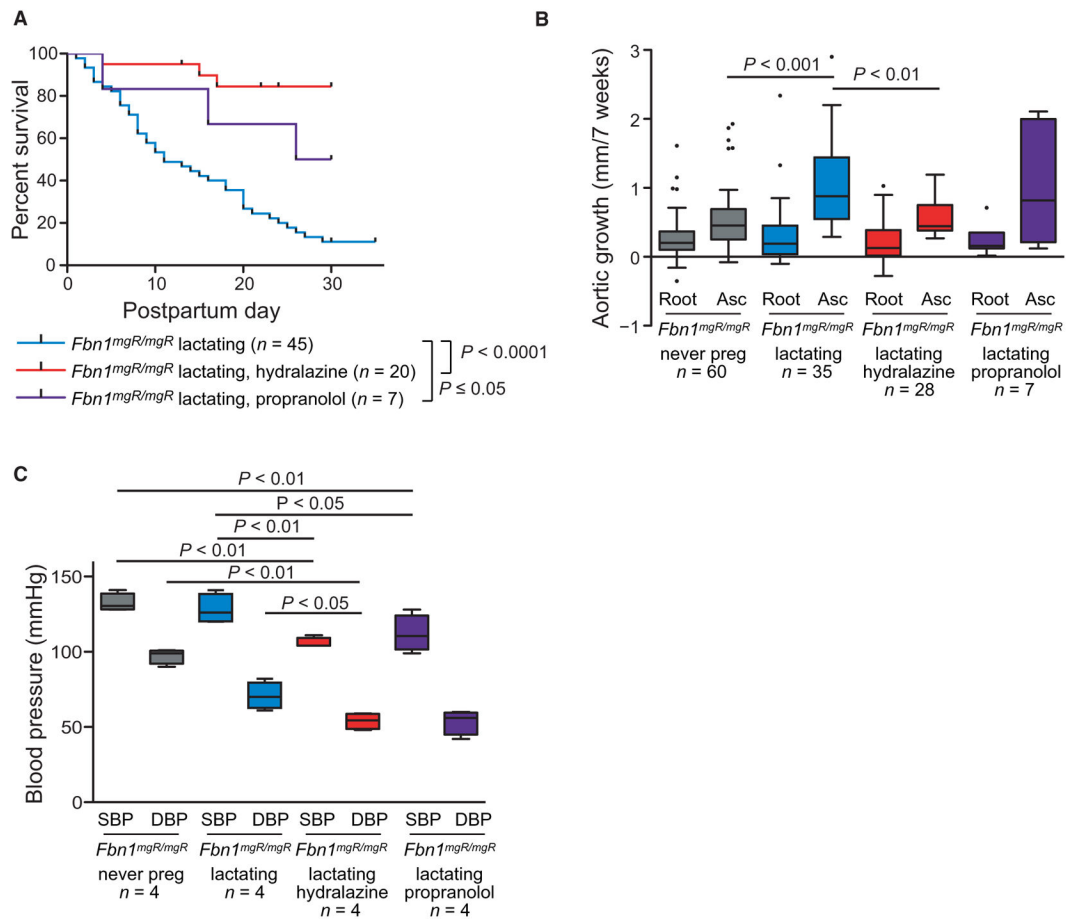 A
Percent survival
100
80
60
40
20
0
0 10 20 30
Postpartum day
Fbn1mgR/mgR lactating (n = 45)
Fbn1mgR/mgR lactating, hydralazine (n = 20)
Fbn1mgR/mgR lactating, propranolol (n = 7)
P < 0.0001
P ≤ 0.05
B
Aortic growth (mm/7 weeks)
3
2
1
0
−1
P < 0.001
P < 0.01
Root Asc Root Asc Root Asc Root Asc
Fbn1mgR/mgR Fbn1mgR/mgR Fbn1mgR/mgR Fbn1mgR/mgR
never preg lactating lactating lactating
n = 60 n = 35 hydralazine propranolol
n = 28 n = 7
C
P < 0.01
P < 0.05
P < 0.01
P < 0.01
P < 0.01
P < 0.05
Blood pressure (mmHg)
150
100
50
0
SBP DBP SBP DBP SBP DBP SBP DBP
Fbn1mgR/mgR Fbn1mgR/mgR Fbn1mgR/mgR Fbn1mgR/mgR
never preg lactating lactating lactating
n = 4 n = 4 hydralazine propranolol
n = 4 n = 4